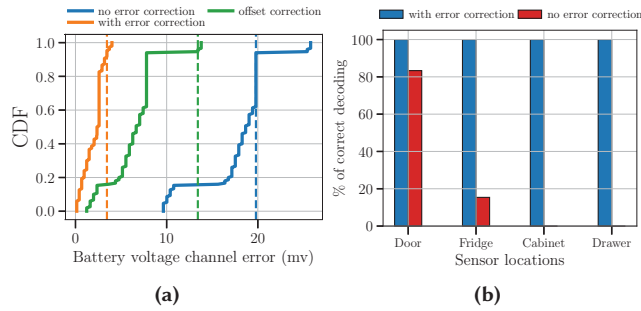 no error correction
with error correction
offset correction
CDF
1.0
0.8
0.6
0.4
0.2
0.0
0
10
20
Battery voltage channel error (mv)
(a)
with error correction
no error correction
% of correct decoding
100
80
60
40
20
0
Door
Fridge
Cabinet
Drawer
Sensor locations
(b)